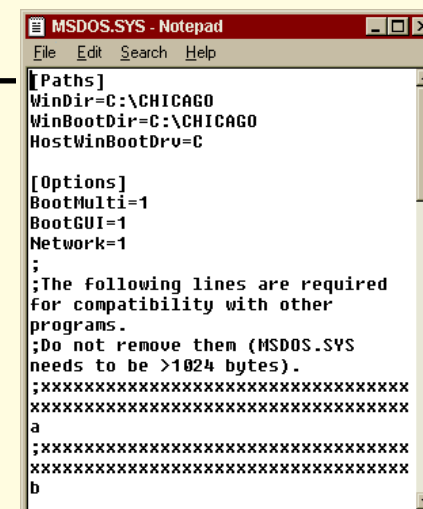 MSDOS.SYS - Notepad
File Edit Search Help
[Paths]
WinDir=C:\CHICAGO
WinBootDir=C:\CHICAGO
HostWinBootDrv=C
[Options]
BootMulti=1
BootGUI=1
Network=1
;
;The following lines are required
for compatibility with other
programs.
;Do not remove them (MSDOS.SYS
needs to be >1024 bytes).
;xxxxxxxxxxxxxxxxxxxxxxxxxxxxxxxxxx
xxxxxxxxxxxxxxxxxxxxxxxxxxxxxxxxxxx
a
;xxxxxxxxxxxxxxxxxxxxxxxxxxxxxxxxxx
xxxxxxxxxxxxxxxxxxxxxxxxxxxxxxxxxxx
b